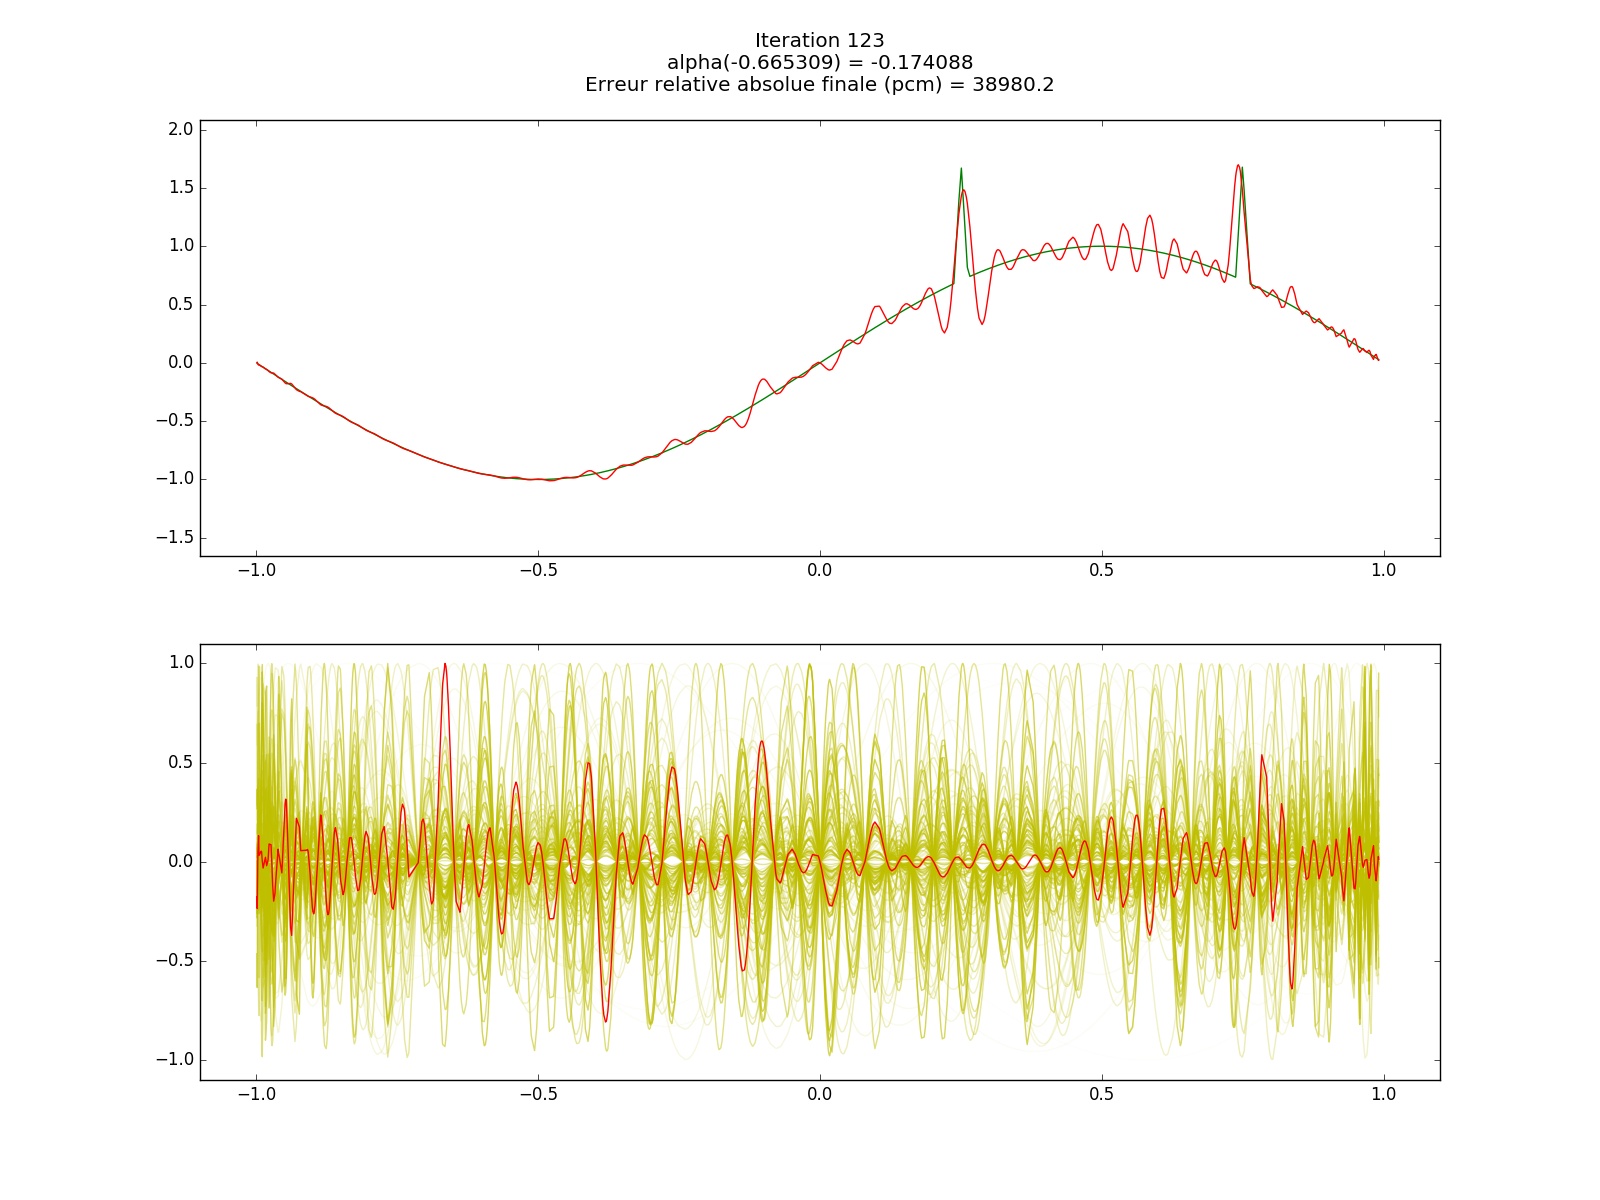 Iteration 123
alpha(-0.665309) = -0.174088
Erreur relative absolue finale (pcm) = 38980.2
2.0
1.5
1.0
0.5
0.0
−0.5
−1.0
−1.5
−1.0 −0.5 0.0 0.5 1.0
1.0
0.5
0.0
−0.5
−1.0
−1.0 −0.5 0.0 0.5 1.0